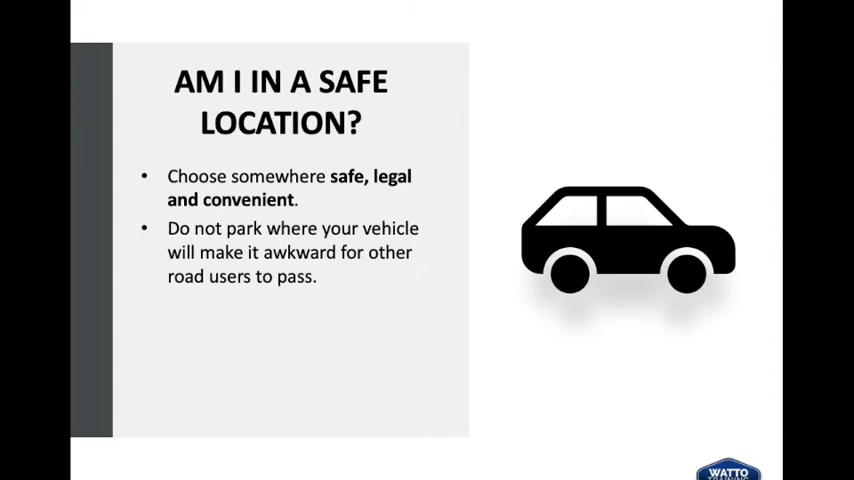 AM I IN A SAFE
LOCATION?
• Choose somewhere safe, legal
and convenient.
• Do not park where your vehicle
will make it awkward for other
road users to pass.
WATTO
TRAINING